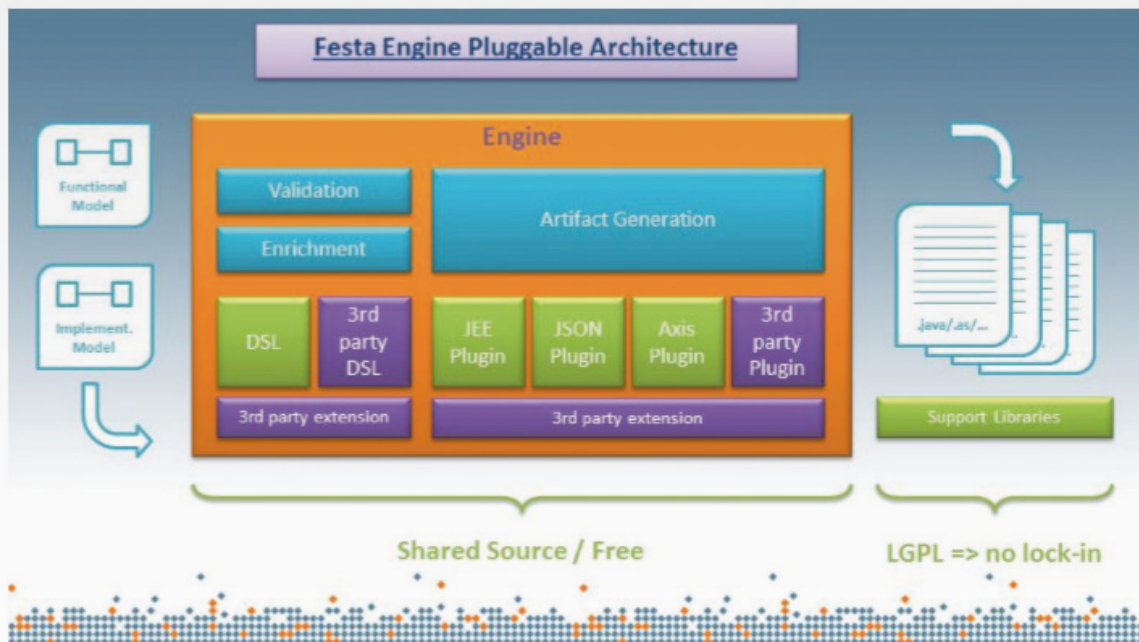 Festa Engine Pluggable Architecture
Functional
Model
Implement.
Model
Engine
Validation
Enrichment
Artifact Generation
DSL
3rd
party
DSL
JEE
Plugin
JSON
Plugin
Axis
Plugin
3rd
party
Plugin
3rd party extension
3rd party extension
.java/.as/...
Support Libraries
Shared Source / Free
LGPL => no lock-in